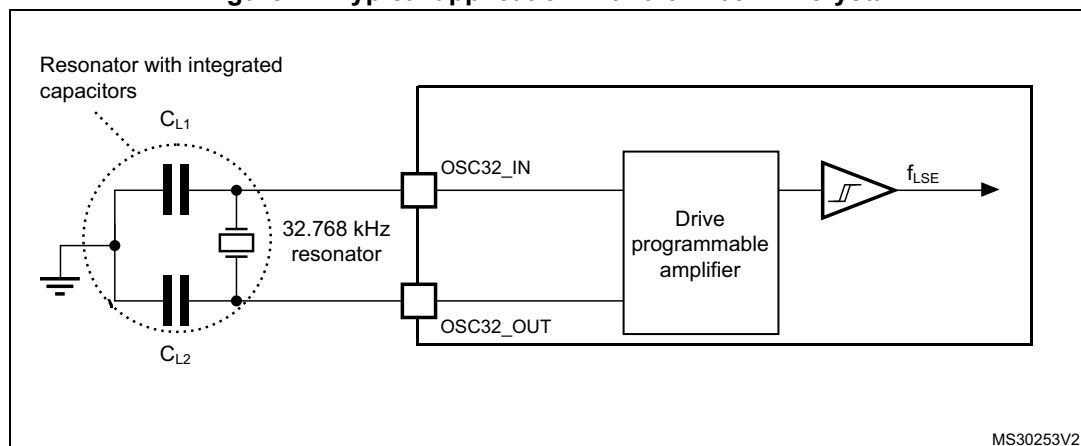 Resonator with integrated
capacitors
CL1
OSC32_IN
fLSE
32.768 kHz
resonator
Drive
programmable
amplifier
OSC32_OUT
CL2
MS30253V2